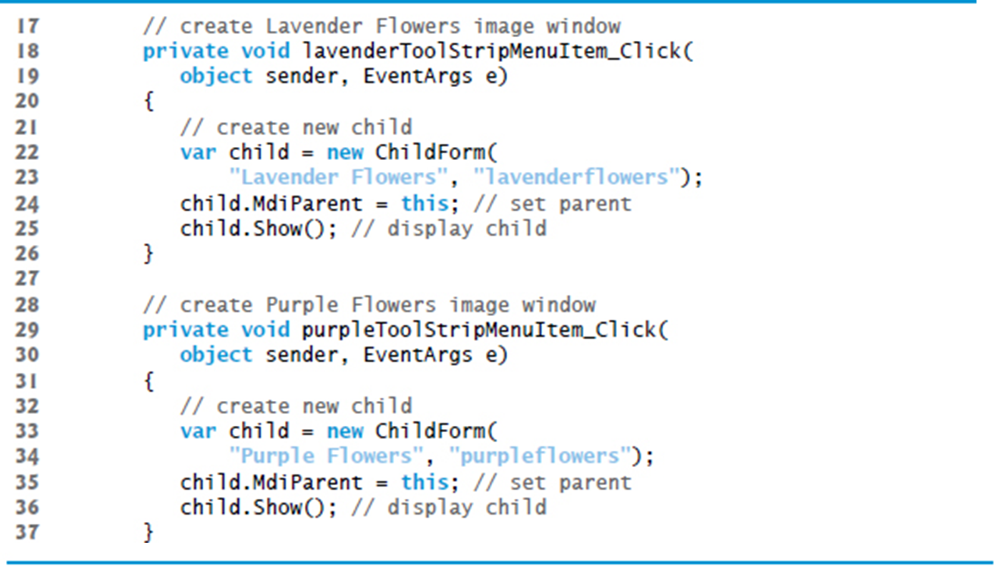 17 // create Lavender Flowers image window
18 private void lavenderToolStripMenuItem_Click(
19 object sender, EventArgs e)
20 {
21 // create new child
22 var child = new ChildForm(
23 "Lavender Flowers", "lavenderflowers");
24 child.MdiParent = this; // set parent
25 child.Show(); // display child
26 }
27
28 // create Purple Flowers image window
29 private void purpleToolStripMenuItem_Click(
30 object sender, EventArgs e)
31 {
32 // create new child
33 var child = new ChildForm(
34 "Purple Flowers", "purpleflowers");
35 child.MdiParent = this; // set parent
36 child.Show(); // display child
37 }